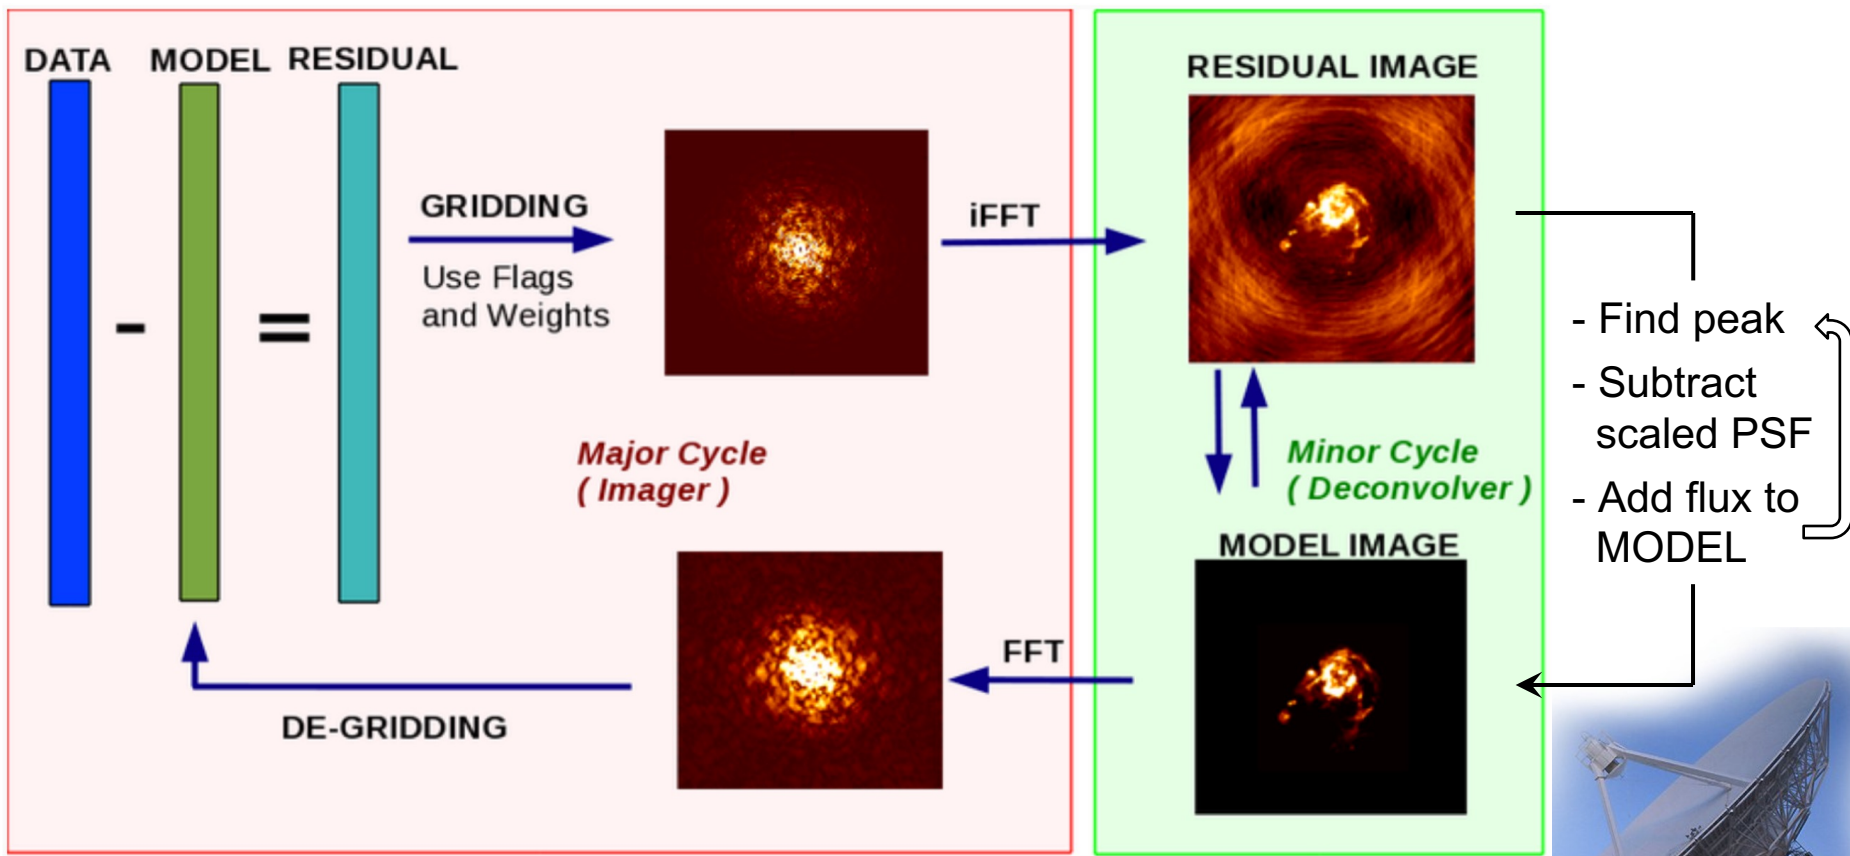 DATA
MODEL
RESIDUAL
-
=
GRIDDING
Use Flags
and Weights
iFFT
RESIDUAL IMAGE
- Find peak
- Subtract
scaled PSF
- Add flux to
MODEL
Major Cycle
( Imager )
Minor Cycle
( Deconvolver )
MODEL IMAGE
FFT
DE-GRIDDING